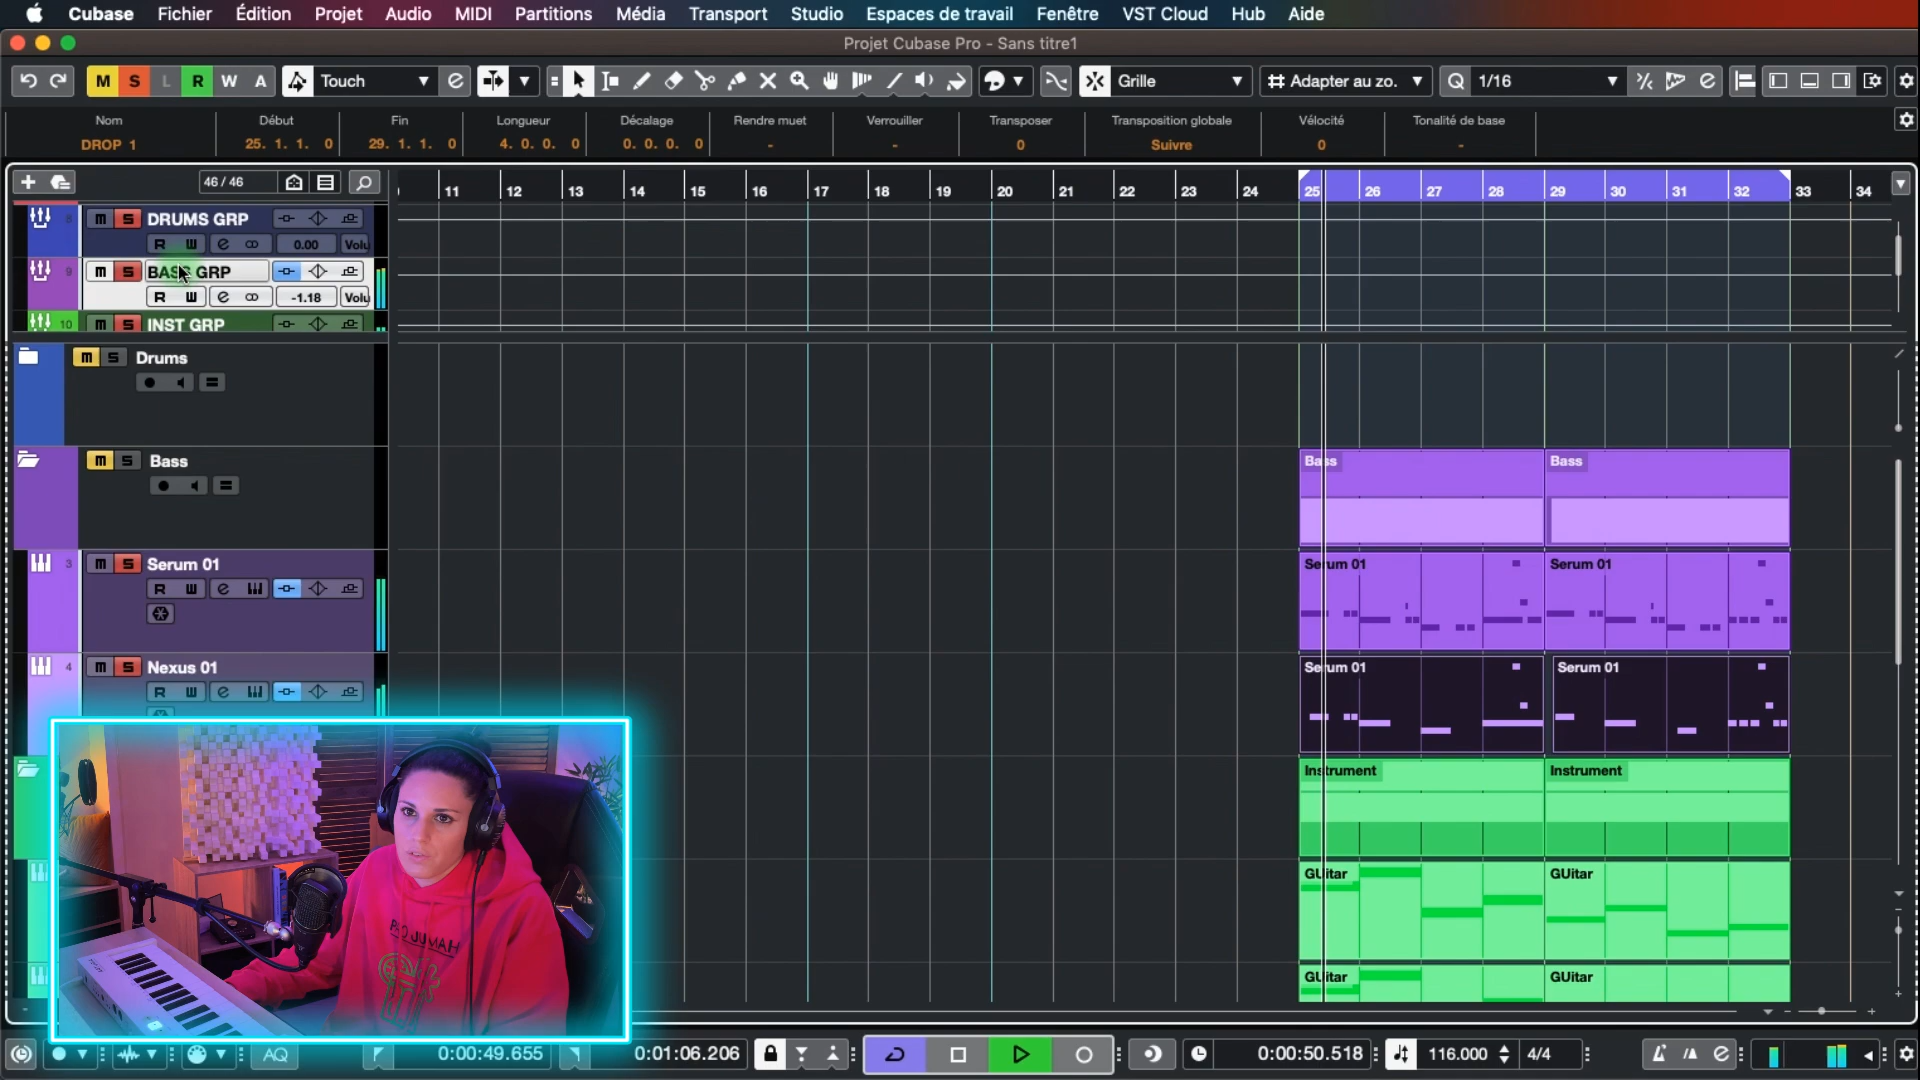 Cubase Fichier Édition Projet Audio MIDI Partitions Média Transport Studio Espaces de travail Fenêtre VST Cloud Hub Aide
Projet Cubase Pro - Sans titre1
M S L R W A Touch Grille Adapter au zo. Q 1/16
Nom Début Fin Longueur Décalage Rendre muet Verrouiller Transposer Transposition globale Vélocité Tonalité de base
DROP 1 25. 1. 1. 0 29. 1. 1. 0 4. 0. 0. 0 0. 0. 0. 0 - - 0 Suivre 0 -
46 / 46 11 12 13 14 15 16 17 18 19 20 21 22 23 24 25 26 27 28 29 30 31 32 33 34
8 m S DRUMS GRP
R W e 0.00 Volu
9 m S BASS GRP
R W e -1.18 Volu
10 m S INST GRP
m S Drums
m S Bass Bass Bass
3 m S Serum 01 Serum 01 Serum 01
R W e
4 m S Nexus 01 Serum 01 Serum 01
R W e
Instrument Instrument
GUitar GUitar
GUitar GUitar
AQ 0:00:49.655 0:01:06.206 0:00:50.518 116.000 4/4